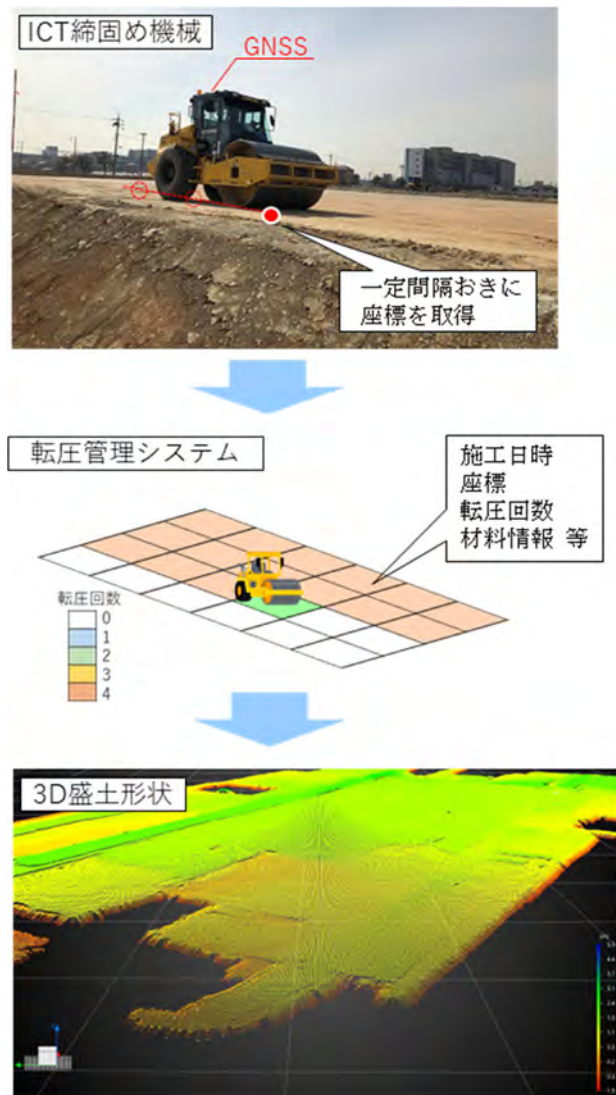 ICT締固め機械
GNSS
一定間隔おきに
座標を取得
転圧管理システム
施工日時
座標
転圧回数
材料情報 等
転圧回数
0
1
2
3
4
3D盛土形状